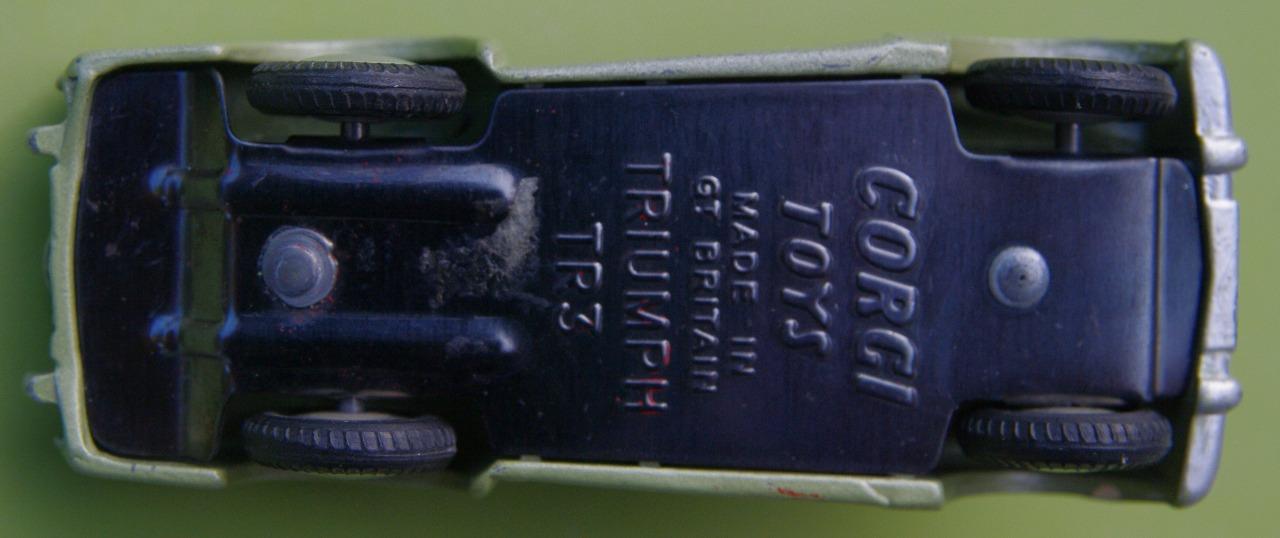 CORGI
TOYS
MADE IN
GT BRITAIN
TRIUMPH
TR3